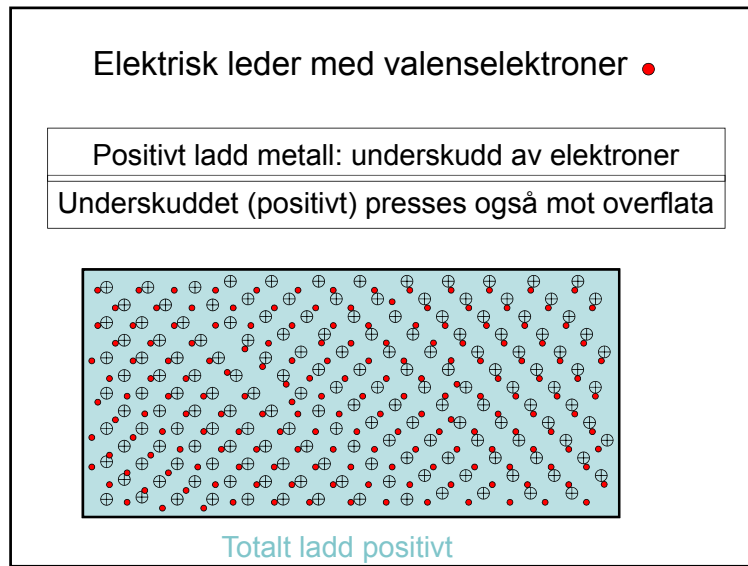 Elektrisk leder med valenselektroner
Positivt ladd metall: underskudd av elektroner
Underskuddet (positivt) presses også mot overflata
Totalt ladd positivt